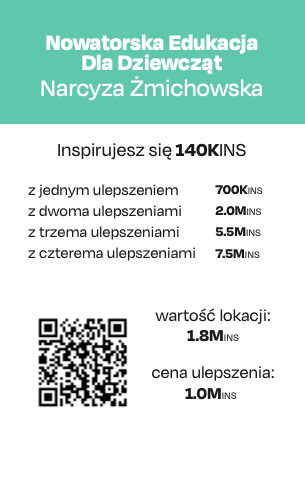 Nowatorska Edukacja
Dla Dziewcząt
Narcyza Żmichowska
Inspirujesz się 140KINS
z jednym ulepszeniem 700KINS
z dwoma ulepszeniami 2.0MINS
z trzema ulepszeniami 5.5MINS
z czterema ulepszeniami 7.5MINS
wartość lokacji:
1.8MINS
cena ulepszenia:
1.0MINS